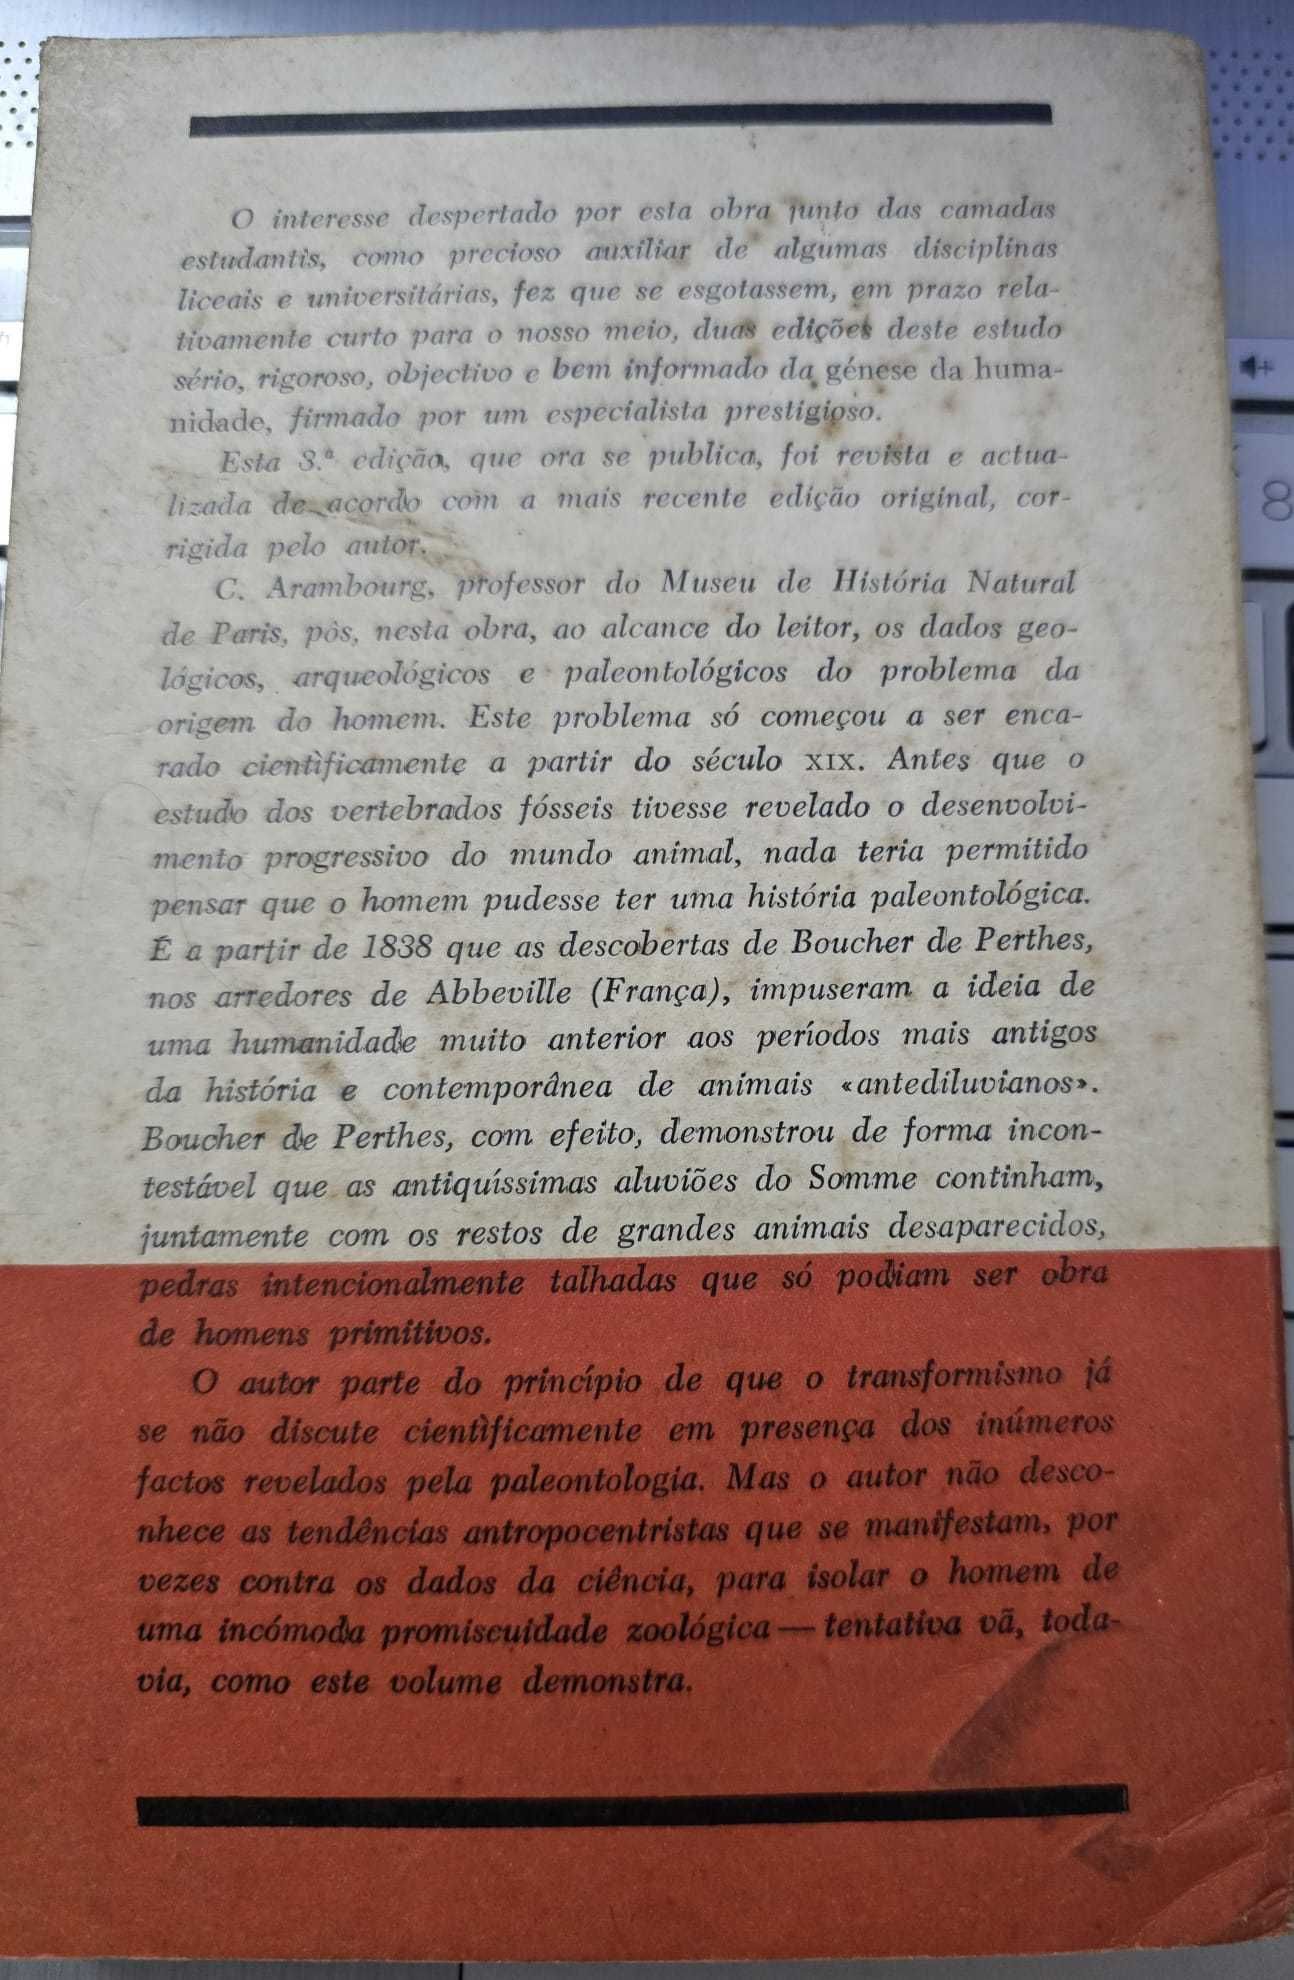 O interesse despertado por esta obra junto das camadas
estudantis, como precioso auxiliar de algumas disciplinas
liceais e universitárias, fez que se esgotassem, em prazo rela-
tivamente curto para o nosso meio, duas edições deste estudo
sério, rigoroso, objectivo e bem informado da génese da huma-
nidade, firmado por um especialista prestigioso.
Esta 3.ª edição, que ora se publica, foi revista e actua-
lizada de acordo com a mais recente edição original, cor-
rigida pelo autor.
C. Arambourg, professor do Museu de História Natural
de Paris, pôs, nesta obra, ao alcance do leitor, os dados geo-
lógicos, arqueológicos e paleontológicos do problema da
origem do homem. Este problema só começou a ser enca-
rado cientìficamente a partir do século XIX. Antes que o
estudo dos vertebrados fósseis tivesse revelado o desenvolvi-
mento progressivo do mundo animal, nada teria permitido
pensar que o homem pudesse ter uma história paleontológica.
É a partir de 1838 que as descobertas de Boucher de Perthes,
nos arredores de Abbeville (França), impuseram a ideia de
uma humanidade muito anterior aos períodos mais antigos
da história e contemporânea de animais «antediluvianos».
Boucher de Perthes, com efeito, demonstrou de forma incon-
testável que as antiquíssimas aluviões do Somme continham,
juntamente com os restos de grandes animais desaparecidos,
pedras intencionalmente talhadas que só podiam ser obra
de homens primitivos.
O autor parte do princípio de que o transformismo já
se não discute cientìficamente em presença dos inúmeros
factos revelados pela paleontologia. Mas o autor não desco-
nhece as tendências antropocentristas que se manifestam, por
vezes contra os dados da ciência, para isolar o homem de
uma incómoda promiscuidade zoológica — tentativa vã, toda-
via, como este volume demonstra.
8